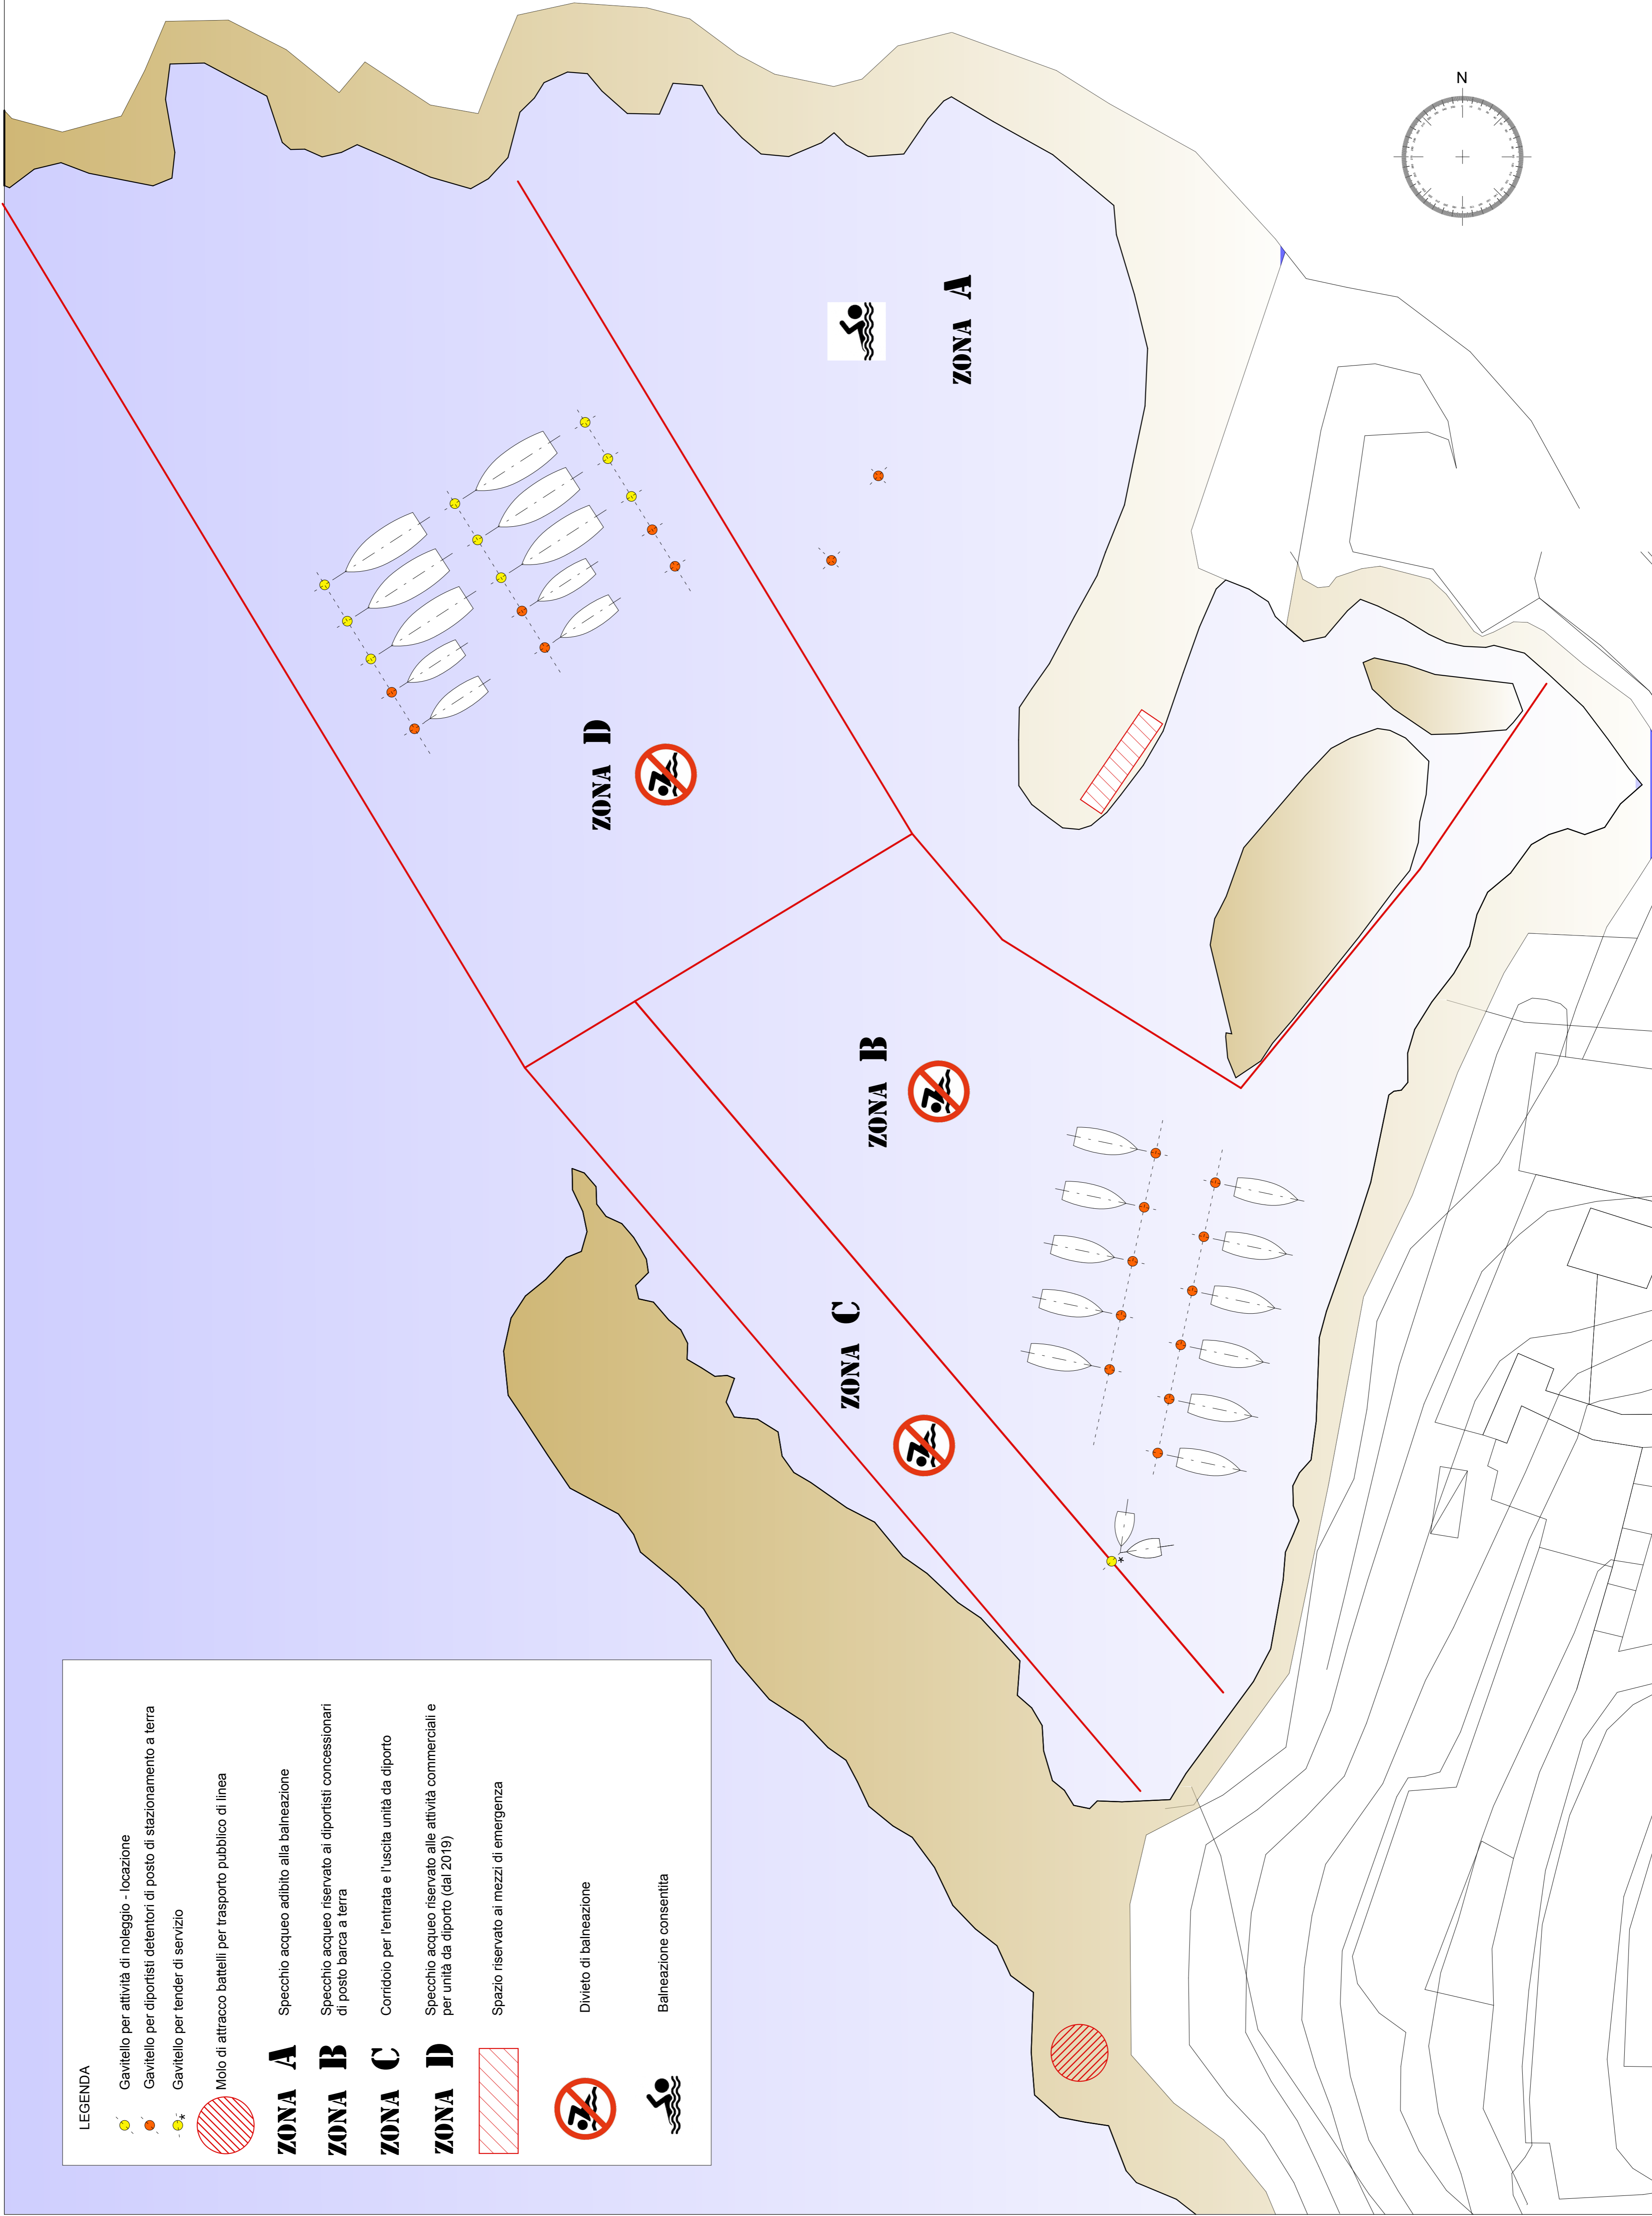 N
ZONA A
ZONA D
ZONA B
ZONA C
*
LEGENDA
Gavitello per attività di noleggio - locazione
Gavitello per diportisti detentori di posto di stazionamento a terra
* Gavitello per tender di servizio
Molo di attracco battelli per trasporto pubblico di linea
ZONA A Specchio acqueo adibito alla balneazione
ZONA B Specchio acqueo riservato ai diportisti concessionari
di posto barca a terra
ZONA C Corridoio per l'entrata e l'uscita unità da diporto
ZONA D Specchio acqueo riservato alle attività commerciali e
per unità da diporto (dal 2019)
Spazio riservato ai mezzi di emergenza
Divieto di balneazione
Balneazione consentita